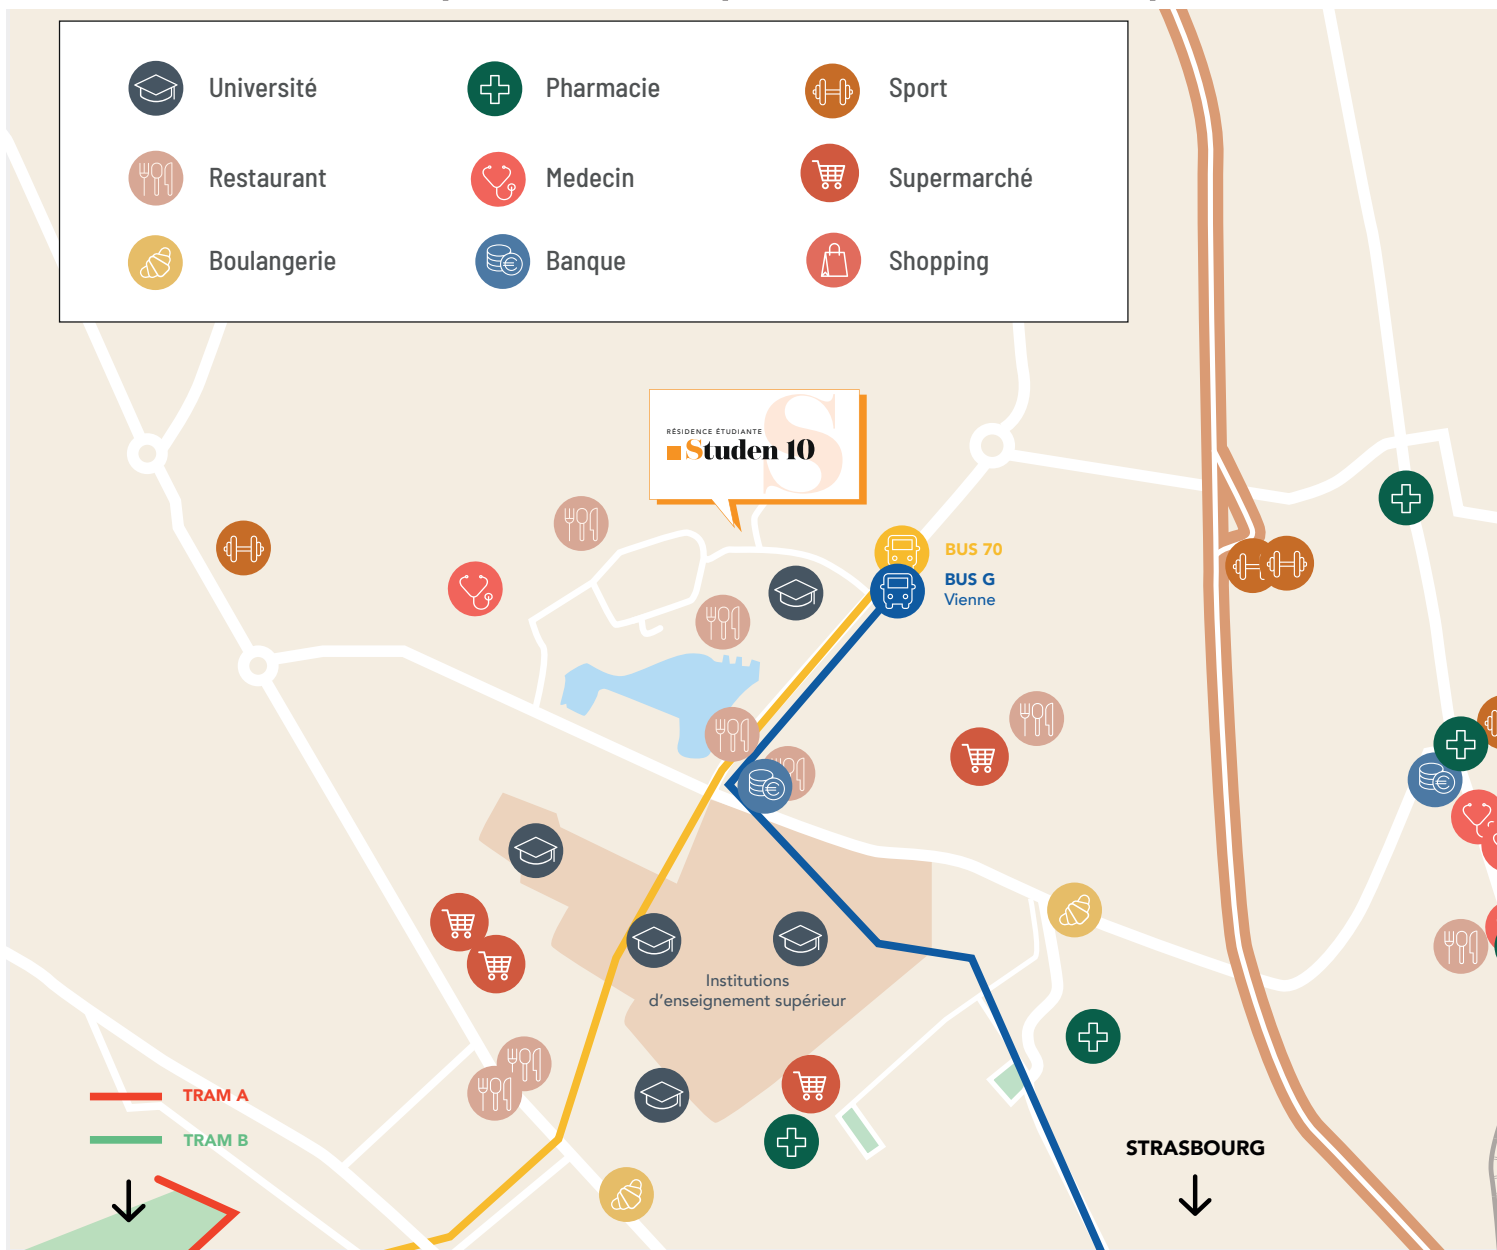 Université
Pharmacie
Sport
Restaurant
Medecin
Supermarché
Boulangerie
Banque
Shopping
RÉSIDENCE ÉTUDIANTE
Studen 10
BUS 70
BUS G
Vienne
Institutions
d'enseignement supérieur
TRAM A
TRAM B
STRASBOURG